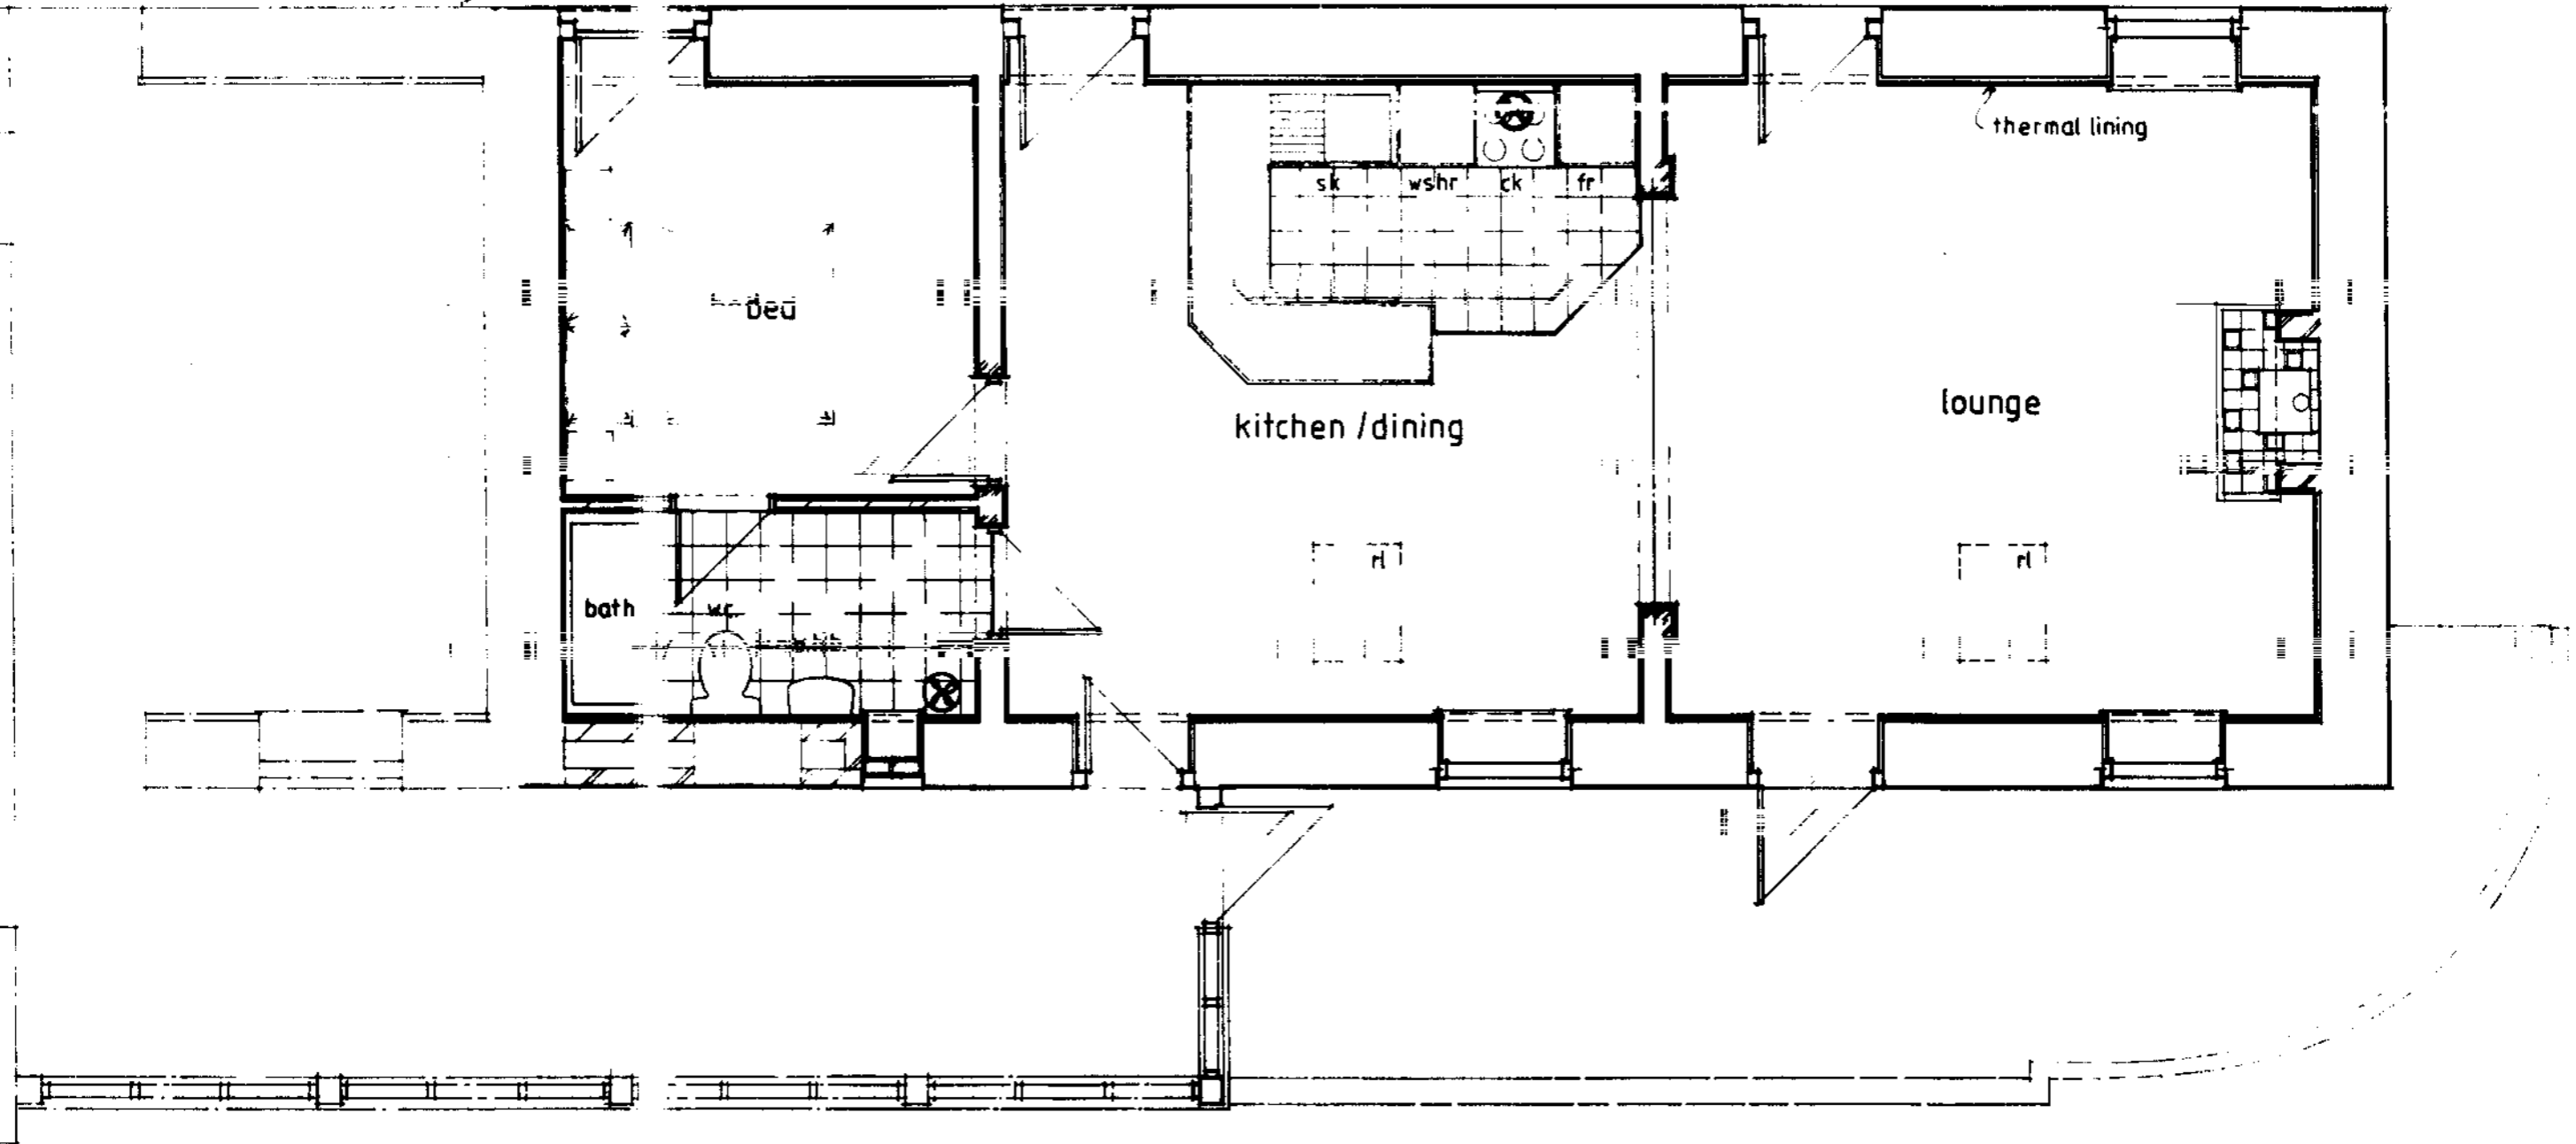 thermal lining
sk wshr ck fr
bed
lounge
kitchen /dining
rl rl
bath wc